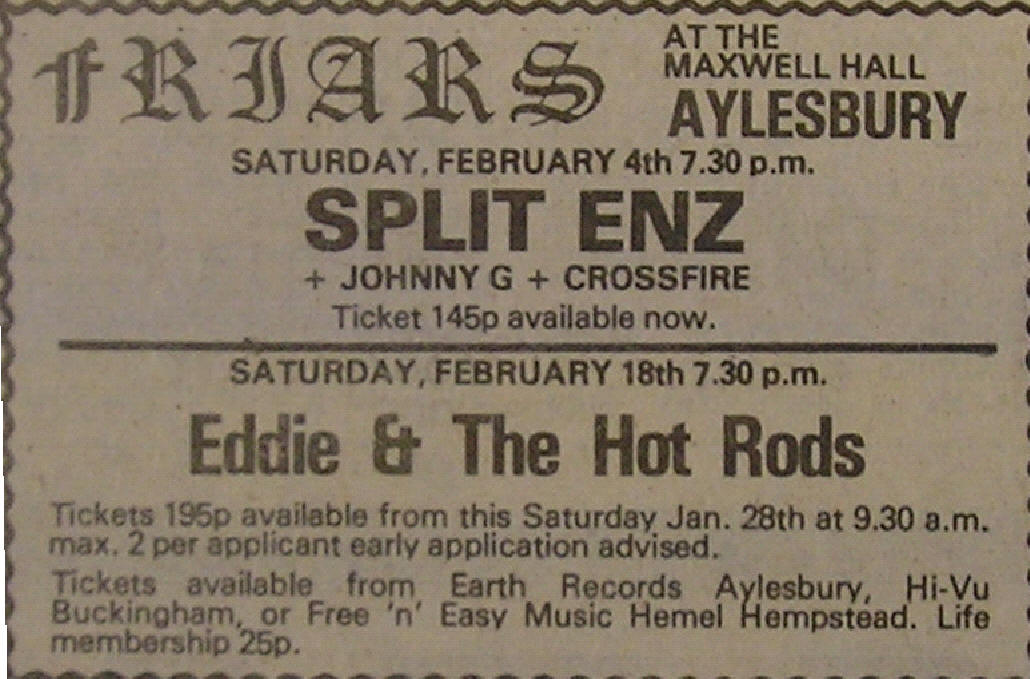 FRIARS
AT THE
MAXWELL HALL
AYLESBURY
SATURDAY, FEBRUARY 4th 7.30 p.m.
SPLIT ENZ
+ JOHNNY G + CROSSFIRE
Ticket 145p available now.
SATURDAY, FEBRUARY 18th 7.30 p.m.
Eddie & The Hot Rods
Tickets 195p available from this Saturday Jan. 28th at 9.30 a.m.
max. 2 per applicant early application advised.
Tickets available from Earth Records Aylesbury, Hi-Vu
Buckingham, or Free 'n' Easy Music Hemel Hempstead. Life
membership 25p.